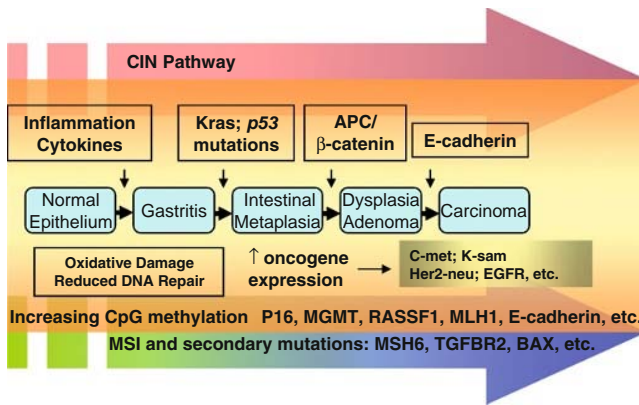 CIN Pathway
Inflammation
Cytokines
Kras; p53
mutations
APC/
β-catenin
E-cadherin
Normal
Epithelium
Gastritis
Intestinal
Metaplasia
Dysplasia
Adenoma
Carcinoma
Oxidative Damage
Reduced DNA Repair
↑ oncogene
expression
C-met; K-sam
Her2-neu; EGFR, etc.
Increasing CpG methylation P16, MGMT, RASSF1, MLH1, E-cadherin, etc.
MSI and secondary mutations: MSH6, TGFBR2, BAX, etc.